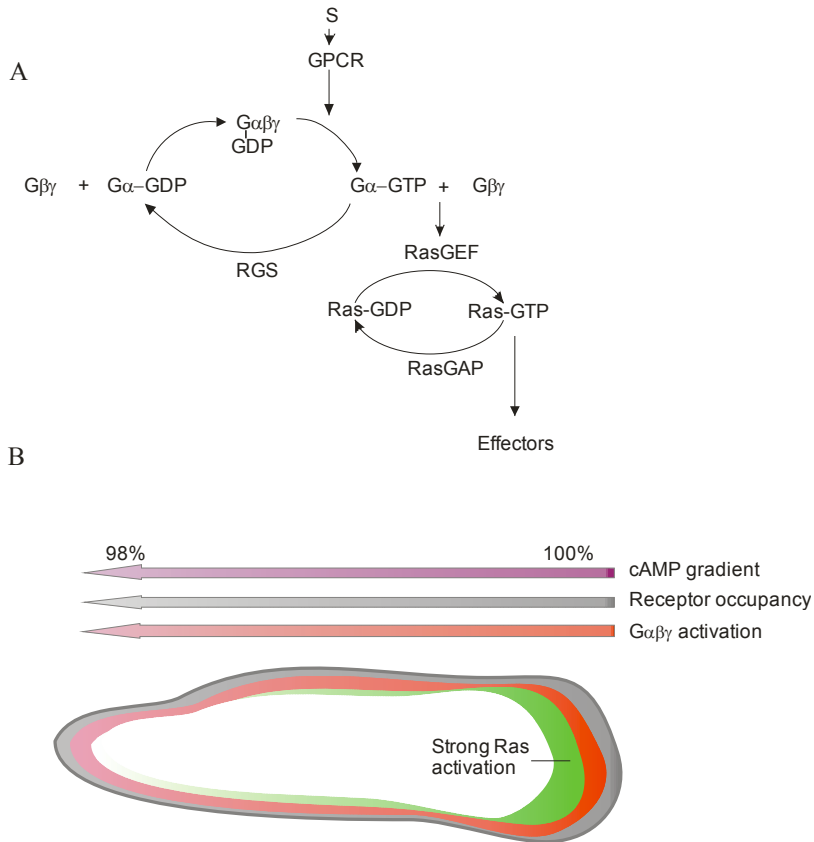 S
GPCR
A
Gαβγ
GDP
Gβγ + Gα–GDP
Gα–GTP + Gβγ
RGS
RasGEF
Ras-GDP
Ras-GTP
RasGAP
Effectors
B
98%
100%
cAMP gradient
Receptor occupancy
Gαβγ activation
Strong Ras
activation